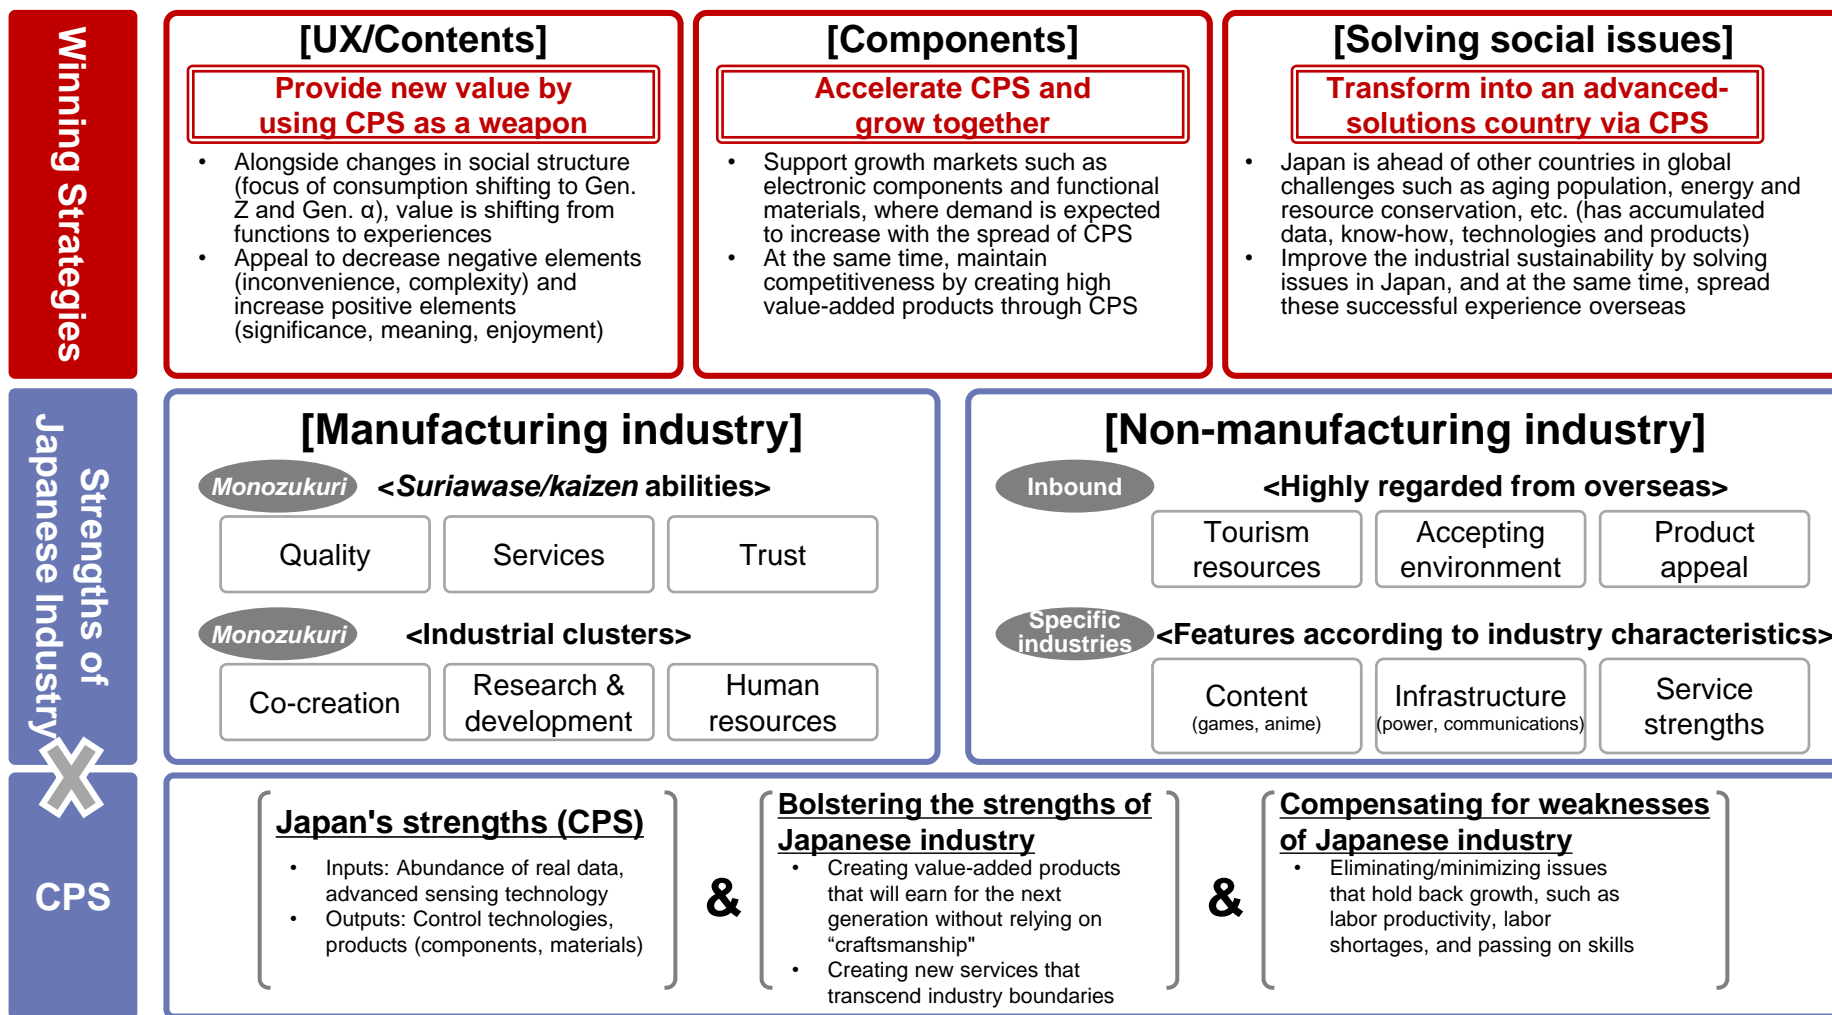 Winning Strategies
[UX/Contents]
Provide new value by
using CPS as a weapon
• Alongside changes in social structure
(focus of consumption shifting to Gen.
Z and Gen. α), value is shifting from
functions to experiences
• Appeal to decrease negative elements
(inconvenience, complexity) and
increase positive elements
(significance, meaning, enjoyment)
[Components]
Accelerate CPS and
grow together
• Support growth markets such as
electronic components and functional
materials, where demand is expected
to increase with the spread of CPS
• At the same time, maintain
competitiveness by creating high
value-added products through CPS
[Solving social issues]
Transform into an advanced-
solutions country via CPS
• Japan is ahead of other countries in global
challenges such as aging population, energy and
resource conservation, etc. (has accumulated
data, know-how, technologies and products)
• Improve the industrial sustainability by solving
issues in Japan, and at the same time, spread
these successful experience overseas
Strengths of
Japanese Industry
[Manufacturing industry]
Monozukuri <Suriawase/kaizen abilities>
Quality
Services
Trust
Monozukuri <Industrial clusters>
Co-creation
Research &
development
Human
resources
[Non-manufacturing industry]
Inbound <Highly regarded from overseas>
Tourism
resources
Accepting
environment
Product
appeal
Specific
industries
<Features according to industry characteristics>
Content
(games, anime)
Infrastructure
(power, communications)
Service
strengths
X
CPS
Japan's strengths (CPS)
• Inputs: Abundance of real data,
advanced sensing technology
• Outputs: Control technologies,
products (components, materials)
&
Bolstering the strengths of
Japanese industry
• Creating value-added products
that will earn for the next
generation without relying on
“craftsmanship"
• Creating new services that
transcend industry boundaries
&
Compensating for weaknesses
of Japanese industry
• Eliminating/minimizing issues
that hold back growth, such as
labor productivity, labor
shortages, and passing on skills